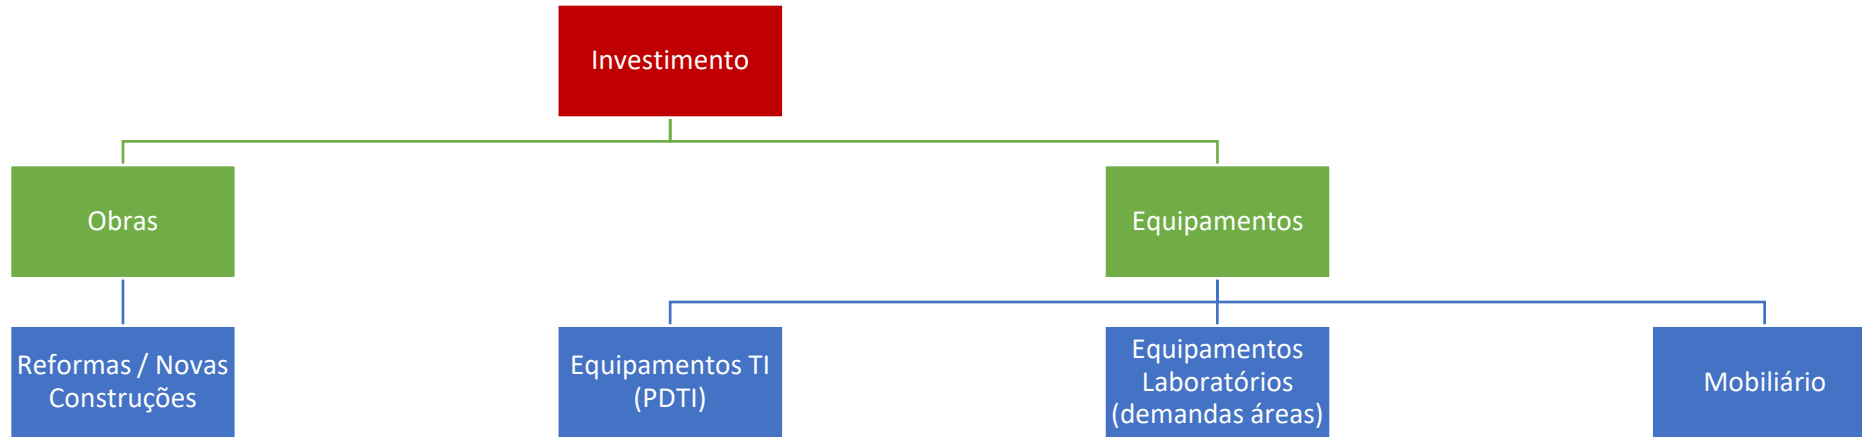 Investimento
Obras
Equipamentos
Reformas / Novas
Construções
Equipamentos TI
(PDTI)
Equipamentos
Laboratórios
(demandas áreas)
Mobiliário